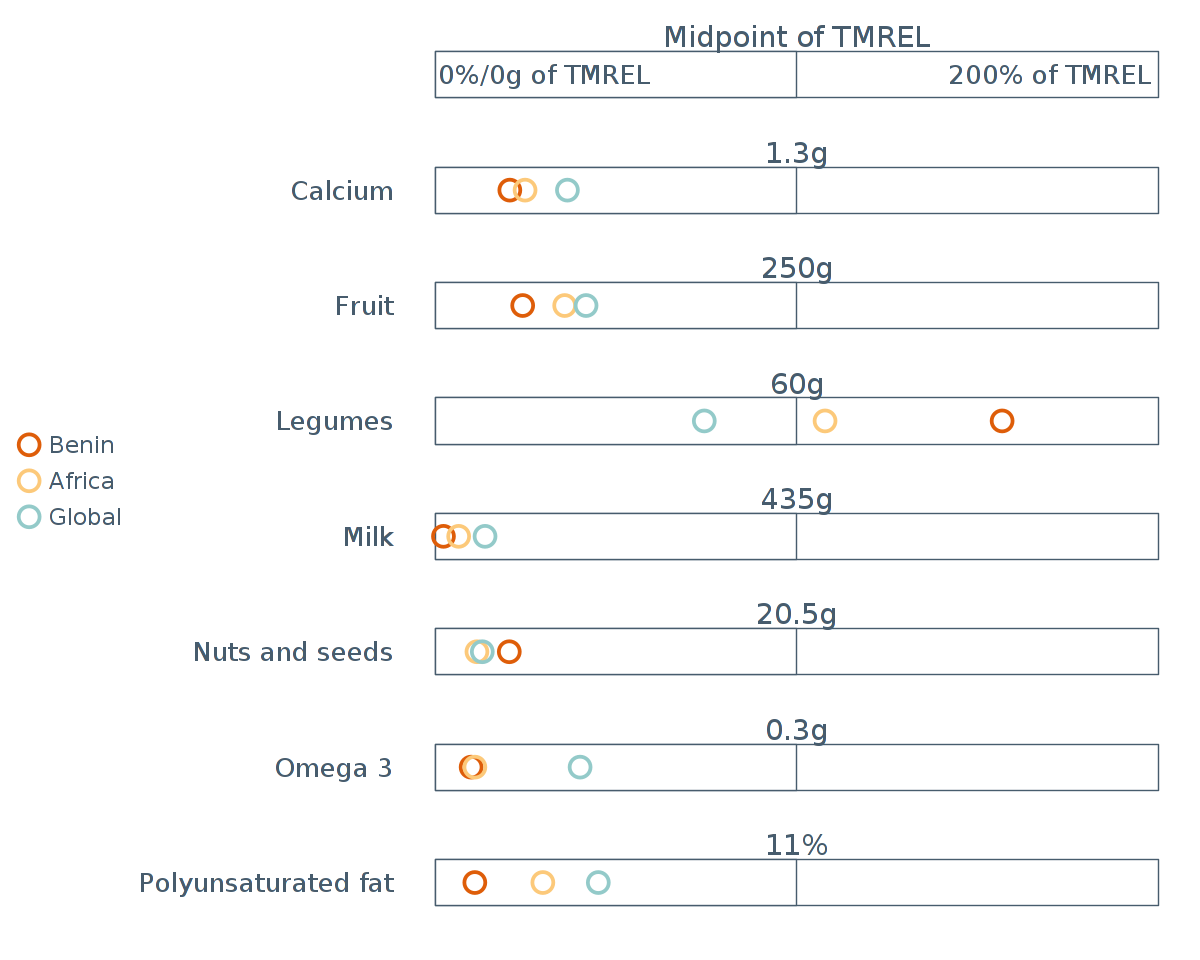 Midpoint of TMREL
0%/0g of TMREL
200% of TMREL
1.3g
Calcium
250g
Fruit
60g
Legumes
Benin
Africa
Global
435g
Milk
20.5g
Nuts and seeds
0.3g
Omega 3
11%
Polyunsaturated fat